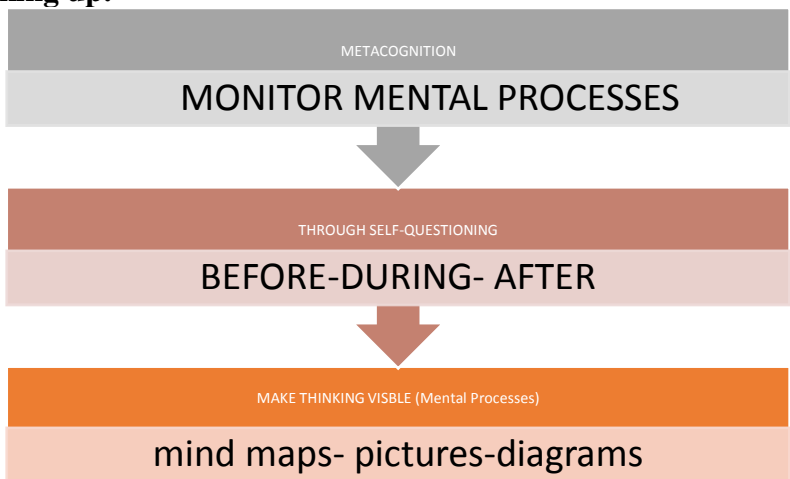 METACOGNITION
MONITOR MENTAL PROCESSES
THROUGH SELF-QUESTIONING
BEFORE-DURING- AFTER
MAKE THINKING VISBLE (Mental Processes)
mind maps- pictures-diagrams